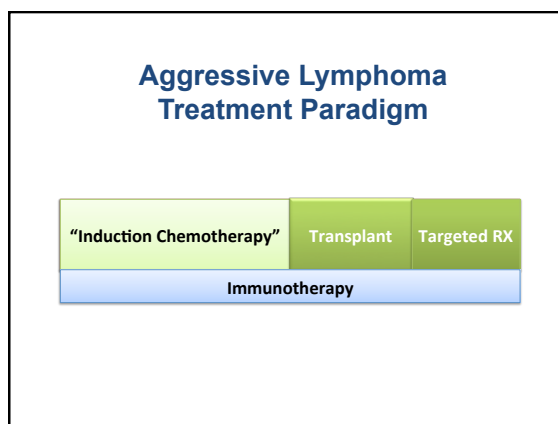 Aggressive Lymphoma
Treatment Paradigm
“Induction Chemotherapy” Transplant Targeted RX
Immunotherapy